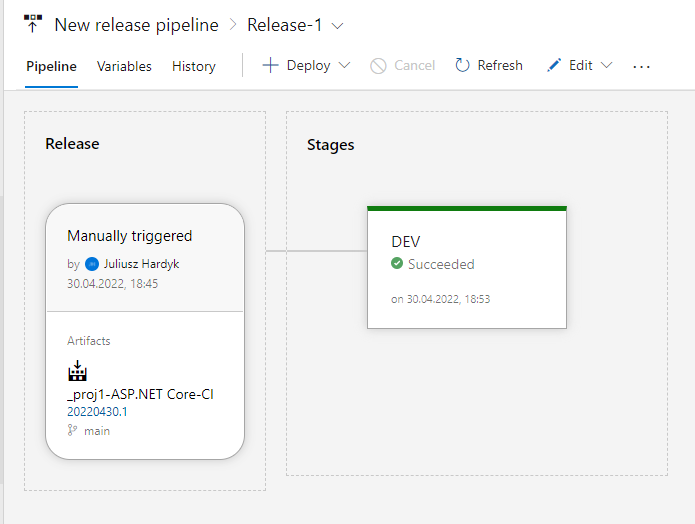 New release pipeline > Release-1
Pipeline Variables History + Deploy Cancel Refresh Edit ...
Release
Manually triggered
by Juliusz Hardyk
30.04.2022, 18:45
Artifacts
_proj1-ASP.NET Core-CI
20220430.1
main
Stages
DEV
Succeeded
on 30.04.2022, 18:53